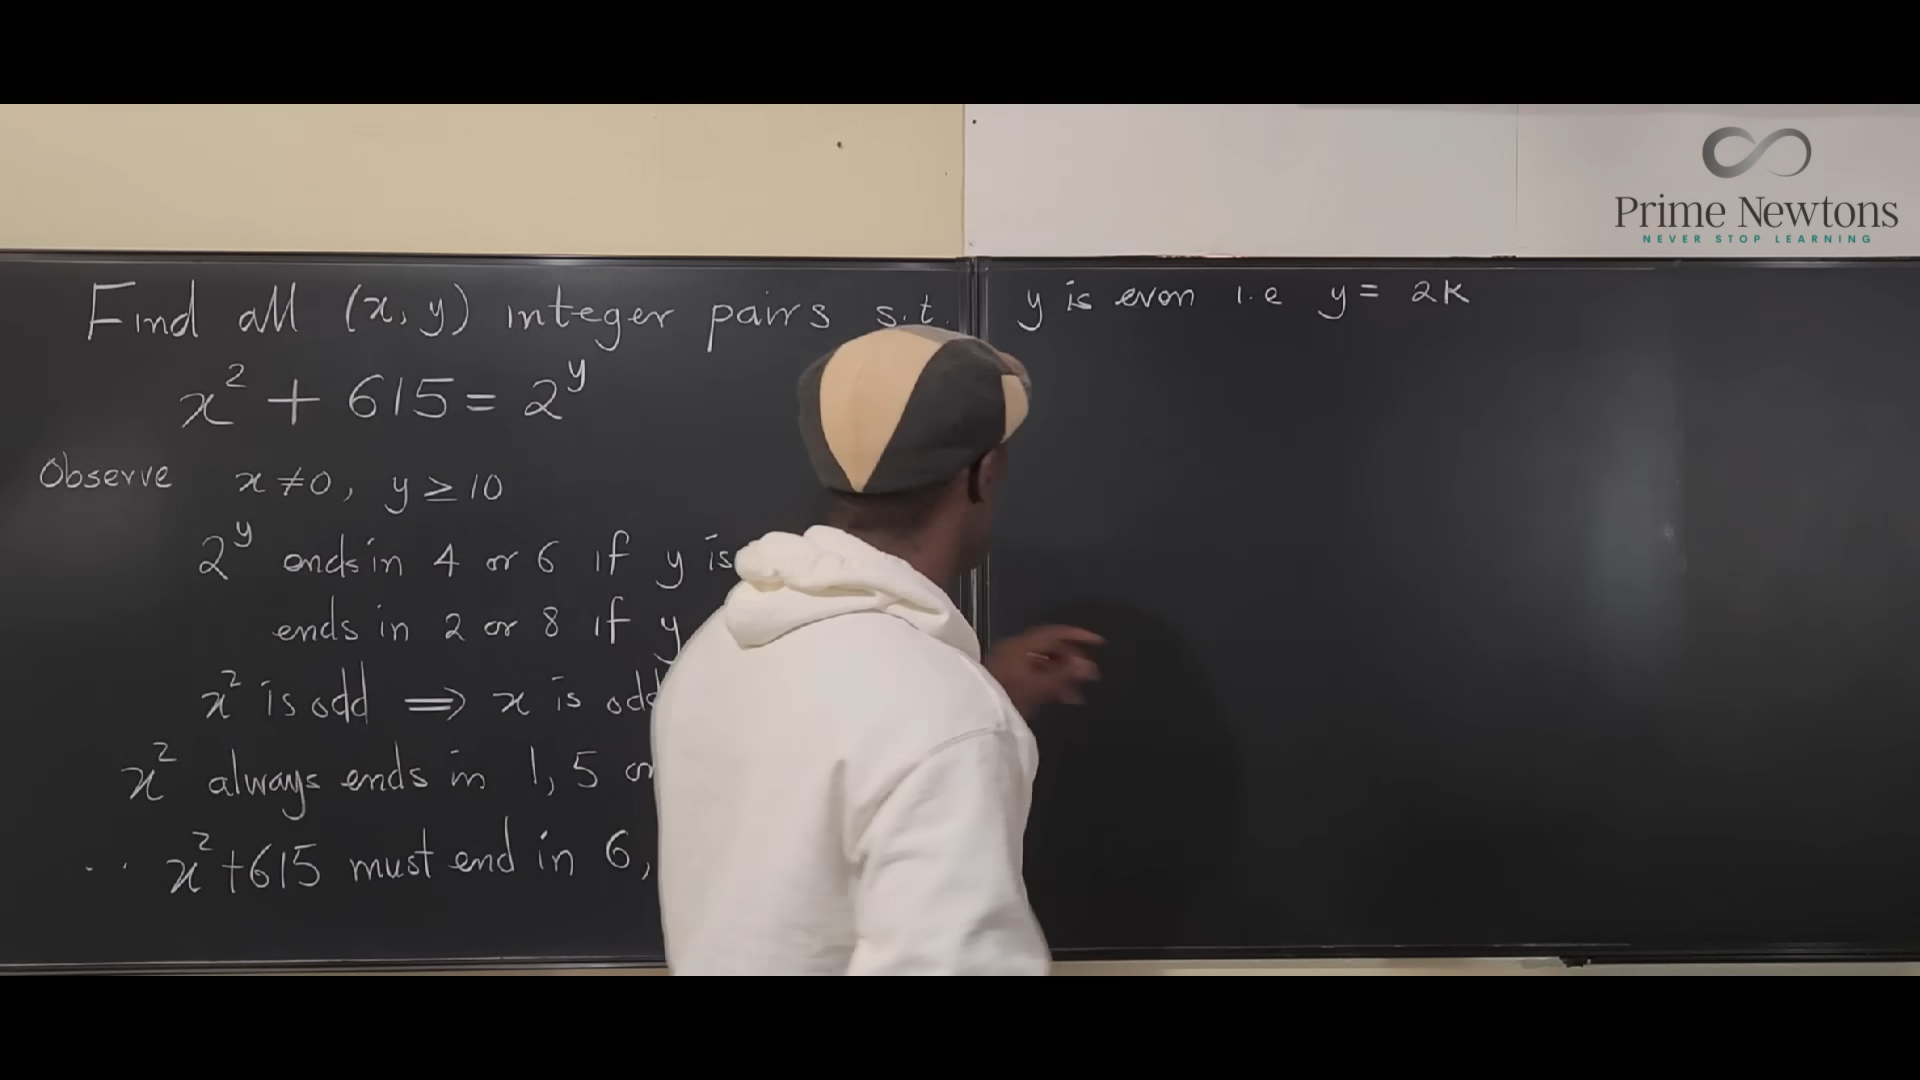 Prime Newtons
NEVER STOP LEARNING
Find all (x, y) integer pairs s.t.
x² + 615 = 2^y
Observe x ≠ 0, y ≥ 10
2^y ends in 4 or 6 if y is
ends in 2 or 8 if y
x² is odd ⟹ x is odd
x² always ends in 1, 5 or
∴ x² + 615 must end in 6,
y is even i.e y = 2k